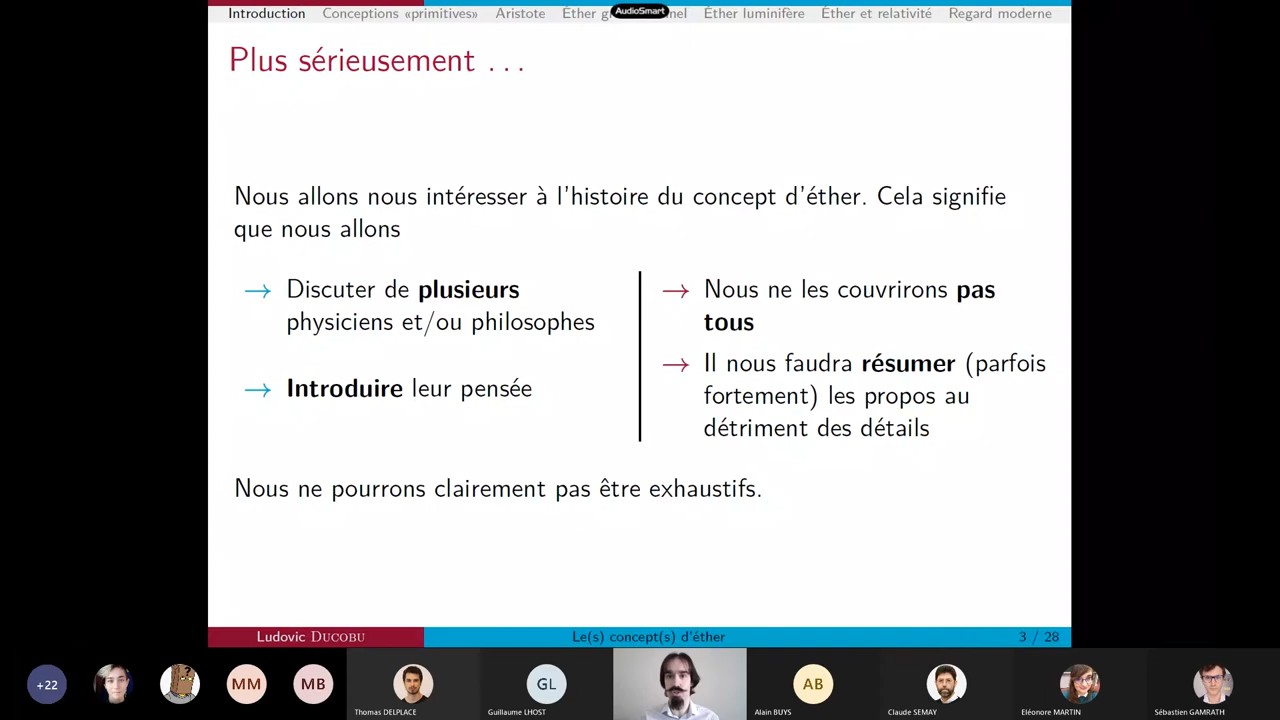 Introduction Conceptions «primitives» Aristote Éther g nel Éther luminifère Éther et relativité Regard moderne
AudioSmart
Plus sérieusement ...
Nous allons nous intéresser à l'histoire du concept d'éther. Cela signifie
que nous allons
→ Discuter de plusieurs
physiciens et/ou philosophes
→ Introduire leur pensée
→ Nous ne les couvrirons pas
tous
→ Il nous faudra résumer (parfois
fortement) les propos au
détriment des détails
Nous ne pourrons clairement pas être exhaustifs.
Ludovic DUCOBU Le(s) concept(s) d'éther 3 / 28
+22 MM MB GL AB
Thomas DELPLACE Guillaume LHOST Alain BUYS Claude SEMAY Eléonore MARTIN Sébastien GAMRATH